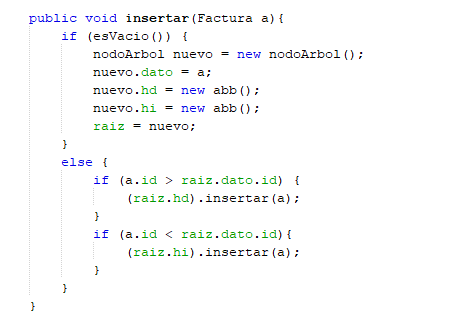 public void insertar(Factura a){
    if (esVacio()) {
        nodoArbol nuevo = new nodoArbol();
        nuevo.dato = a;
        nuevo.hd = new abb();
        nuevo.hi = new abb();
        raiz = nuevo;
    }
    else {
        if (a.id > raiz.dato.id) {
            (raiz.hd).insertar(a);
        }
        if (a.id < raiz.dato.id){
            (raiz.hi).insertar(a);
        }
    }
}